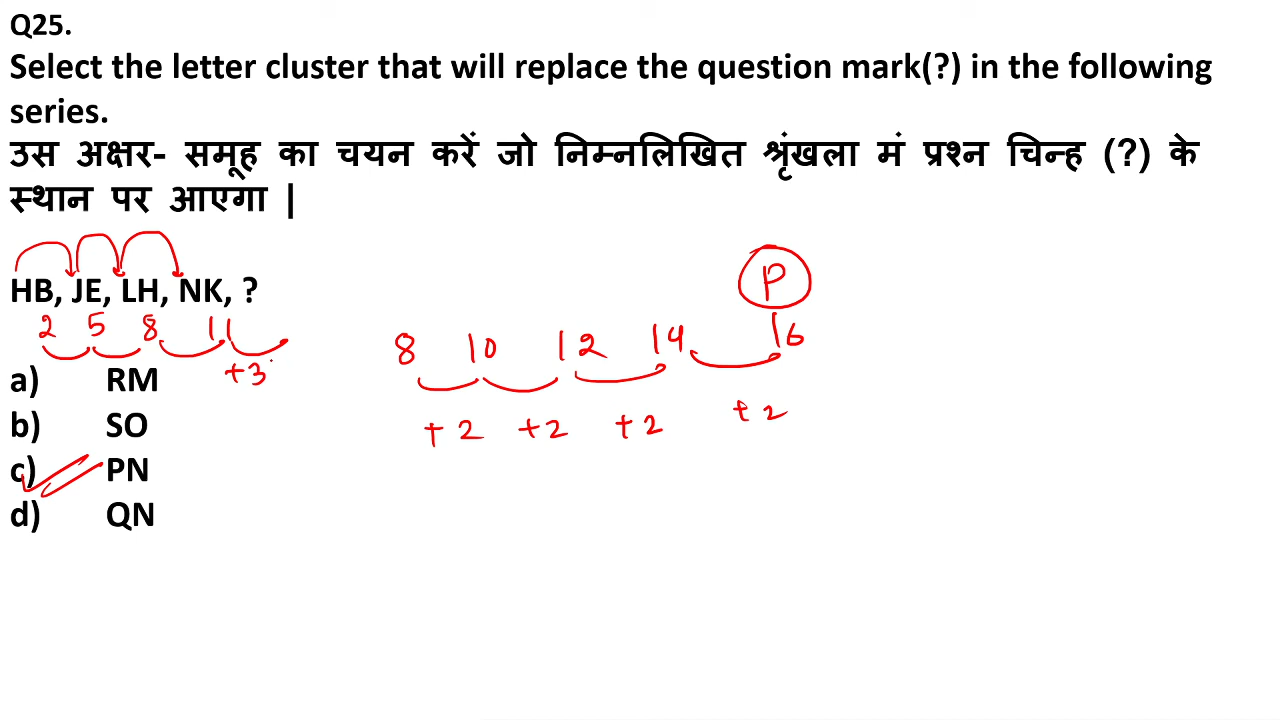 Q25.
Select the letter cluster that will replace the question mark(?) in the following
series.
उस अक्षर- समूह का चयन करें जो निम्नलिखित श्रृंखला मं प्रश्न चिन्ह (?) के
स्थान पर आएगा |
P
HB, JE, LH, NK, ?
2 5 8 11
8 10 12 14 16
+3
a) RM
+2 +2 +2 +2
b) SO
c) PN
d) QN